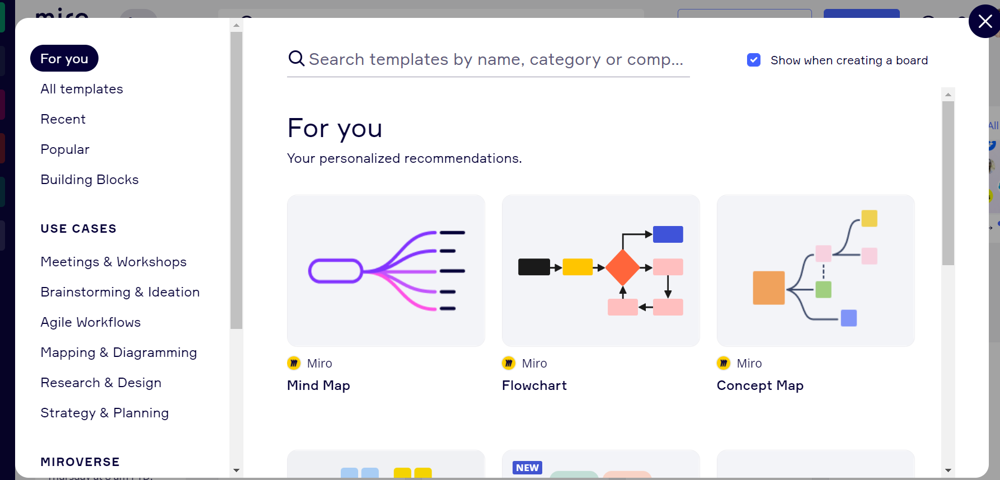 miro
For you
All templates
Recent
Popular
Building Blocks
USE CASES
Meetings & Workshops
Brainstorming & Ideation
Agile Workflows
Mapping & Diagramming
Research & Design
Strategy & Planning
MIROVERSE
Search templates by name, category or comp...
Show when creating a board
For you
Your personalized recommendations.
Miro
Mind Map
Miro
Flowchart
Miro
Concept Map
NEW
All